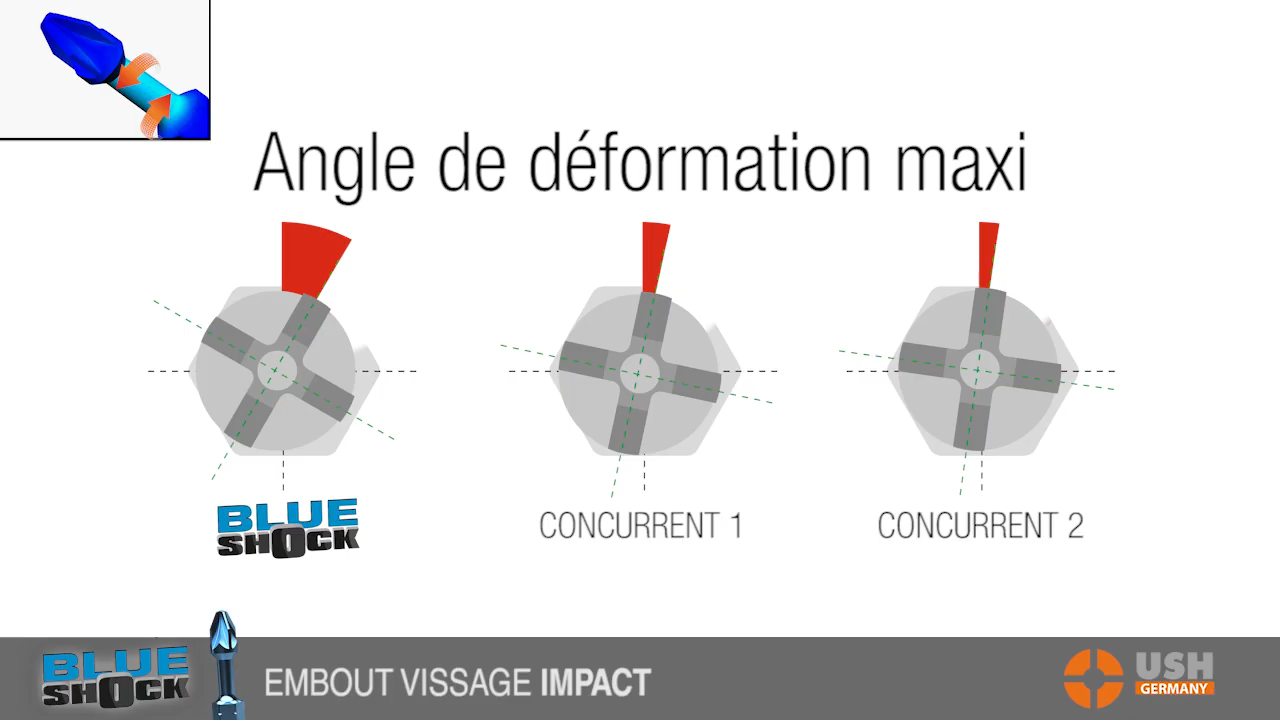 Angle de déformation maxi
BLUE
SHOCK
CONCURRENT 1
CONCURRENT 2
BLUE
SHOCK
EMBOUT VISSAGE IMPACT
USH
GERMANY